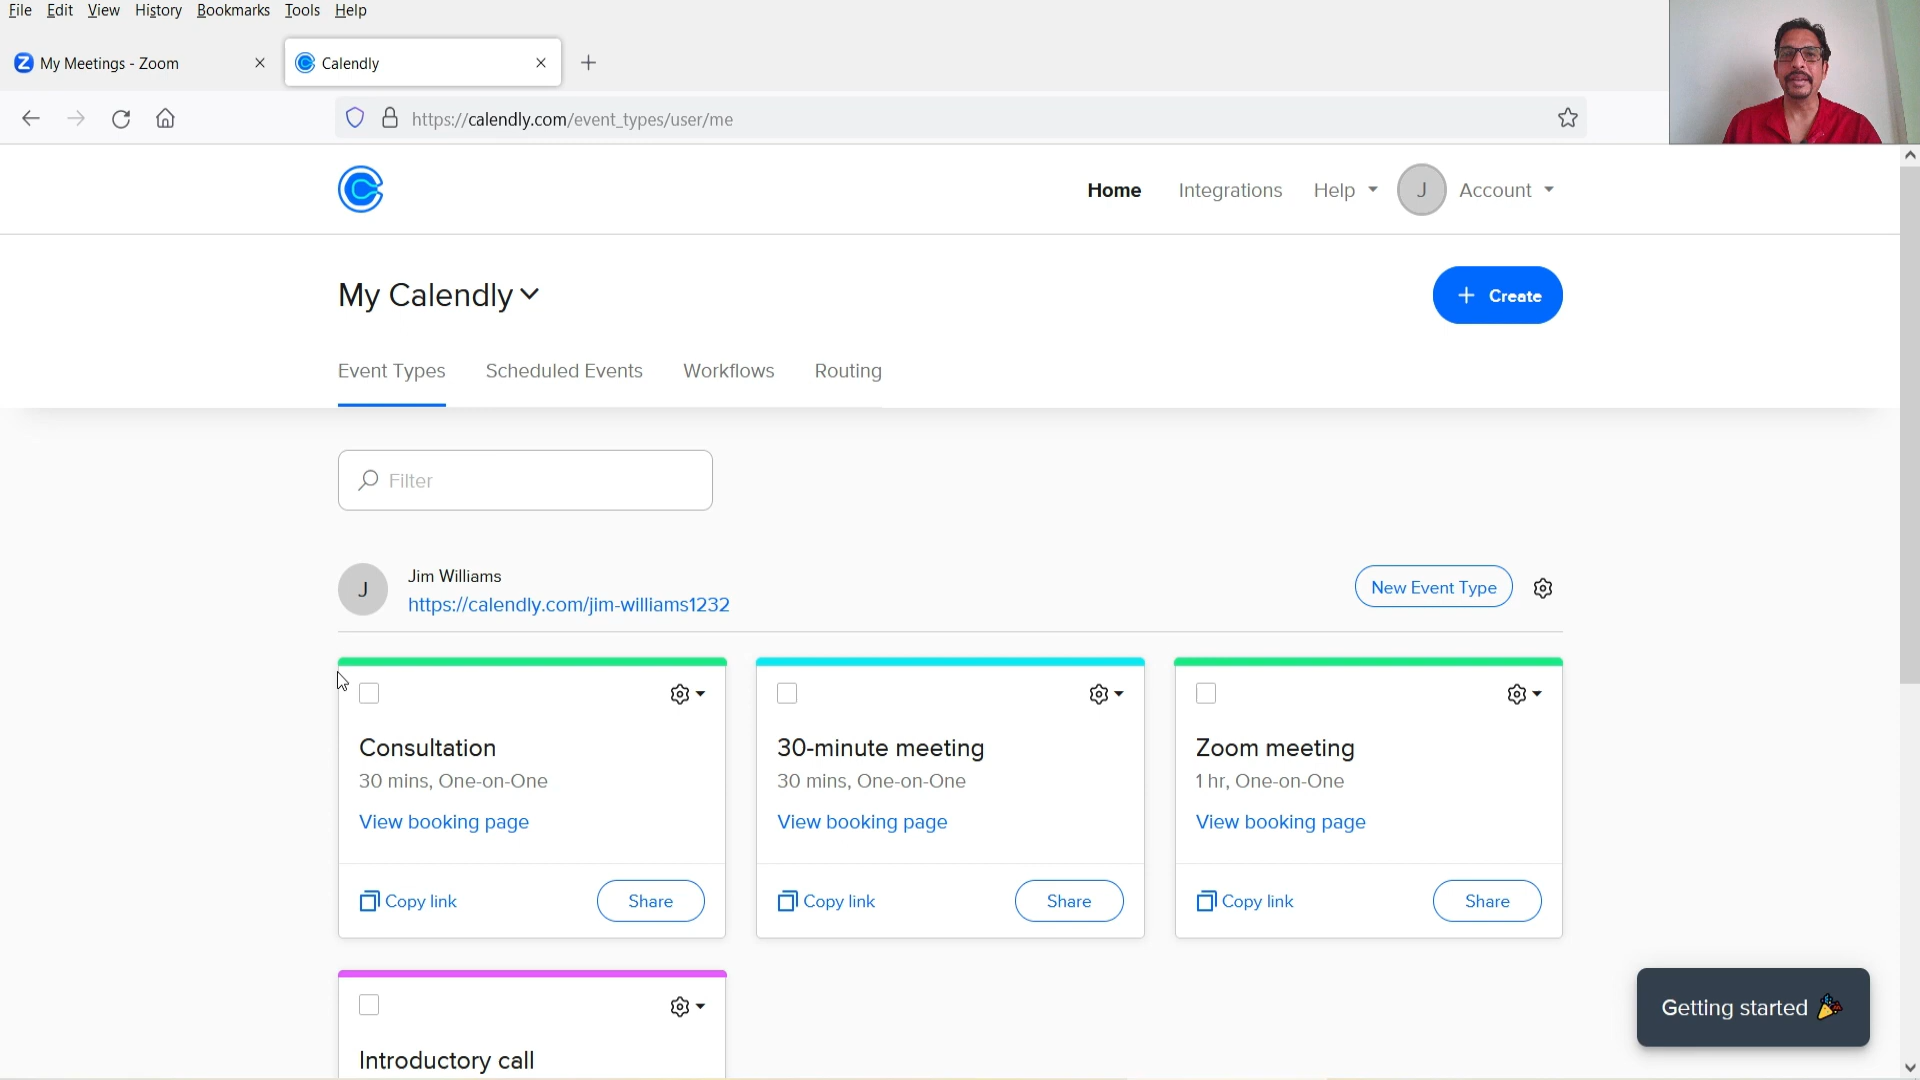 File Edit View History Bookmarks Tools Help
My Meetings - Zoom
Calendly
https://calendly.com/event_types/user/me
Home Integrations Help J Account
My Calendly
+ Create
Event Types Scheduled Events Workflows Routing
Filter
J
Jim Williams
https://calendly.com/jim-williams1232
New Event Type
Consultation
30 mins, One-on-One
View booking page
Copy link Share
30-minute meeting
30 mins, One-on-One
View booking page
Copy link Share
Zoom meeting
1 hr, One-on-One
View booking page
Copy link Share
Introductory call
Getting started